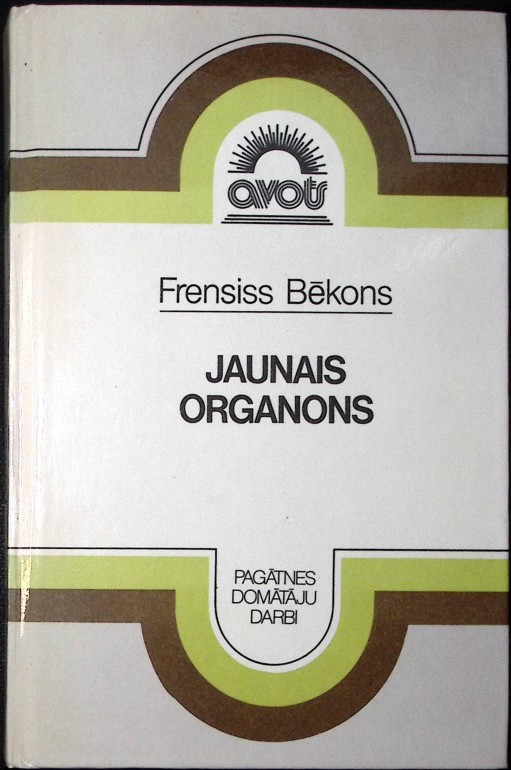 avots
Frensiss Bēkons
JAUNAIS
ORGANONS
PAGĀTNES
DOMĀTĀJU
DARBI